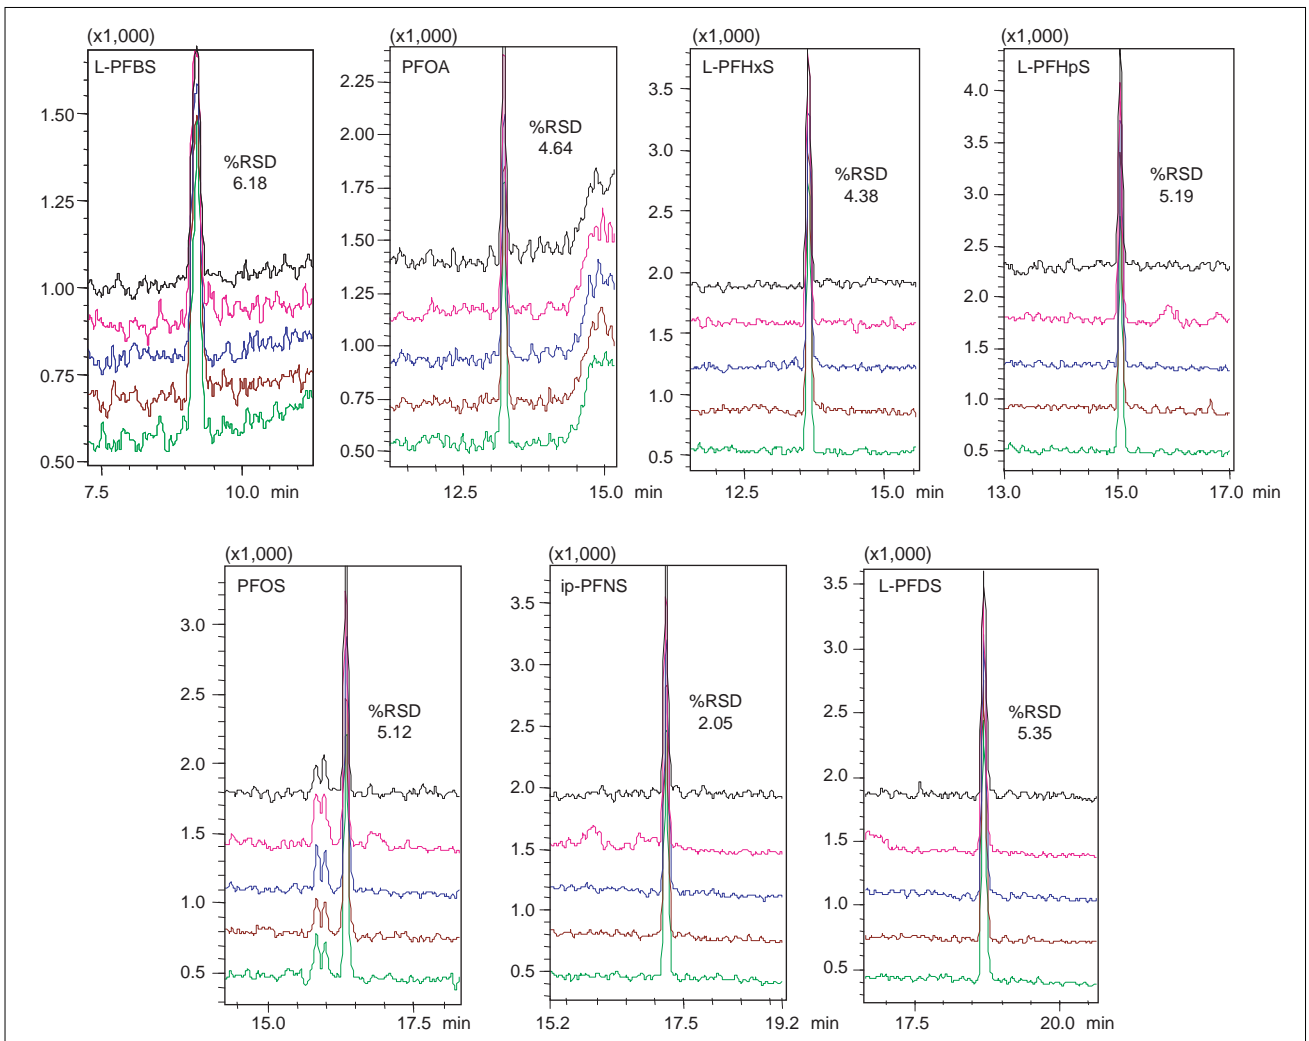 (x1,000)
L-PFBS
%RSD
6.18
1.50
1.25
1.00
0.75
0.50
7.5
10.0
min
(x1,000)
PFOA
%RSD
4.64
2.25
2.00
1.75
1.50
1.25
1.00
0.75
0.50
12.5
15.0
min
(x1,000)
L-PFHxS
%RSD
4.38
3.5
3.0
2.5
2.0
1.5
1.0
0.5
12.5
15.0
min
(x1,000)
L-PFHpS
%RSD
5.19
4.0
3.5
3.0
2.5
2.0
1.5
1.0
0.5
13.0
15.0
17.0
min
(x1,000)
PFOS
%RSD
5.12
3.0
2.5
2.0
1.5
1.0
0.5
15.0
17.5
min
(x1,000)
ip-PFNS
%RSD
2.05
3.5
3.0
2.5
2.0
1.5
1.0
0.5
15.2
17.5
19.2
min
(x1,000)
L-PFDS
%RSD
5.35
3.5
3.0
2.5
2.0
1.5
1.0
0.5
17.5
20.0
min